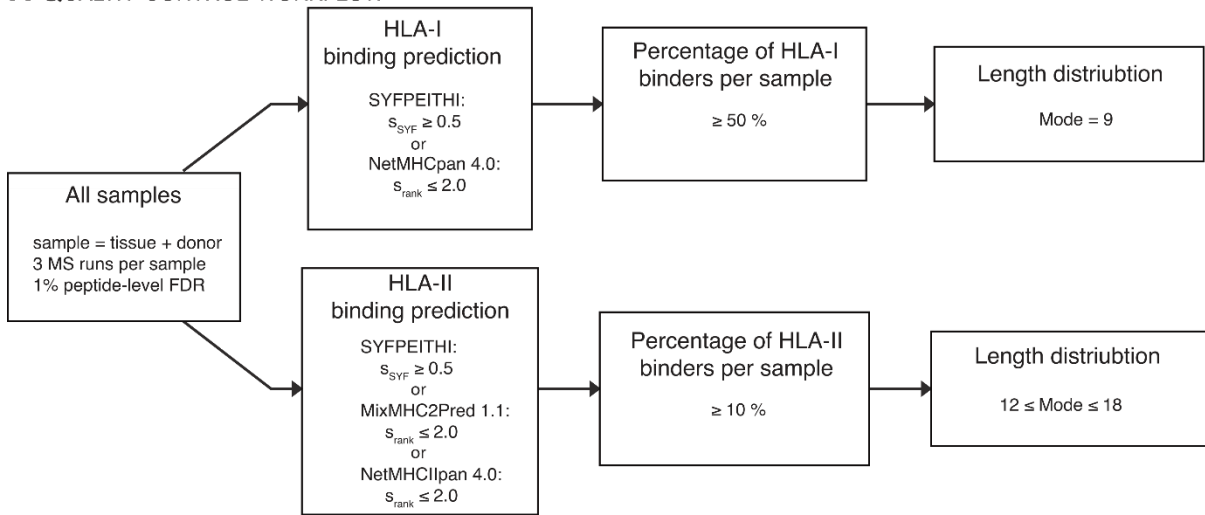 All samples
sample = tissue + donor
3 MS runs per sample
1% peptide-level FDR
HLA-I
binding prediction
SYFPEITHI:
s_SYF ≥ 0.5
or
NetMHCpan 4.0:
s_rank ≤ 2.0
Percentage of HLA-I
binders per sample
≥ 50 %
Length distriubtion
Mode = 9
HLA-II
binding prediction
SYFPEITHI:
s_SYF ≥ 0.5
or
MixMHC2Pred 1.1:
s_rank ≤ 2.0
or
NetMHCIIpan 4.0:
s_rank ≤ 2.0
Percentage of HLA-II
binders per sample
≥ 10 %
Length distriubtion
12 ≤ Mode ≤ 18